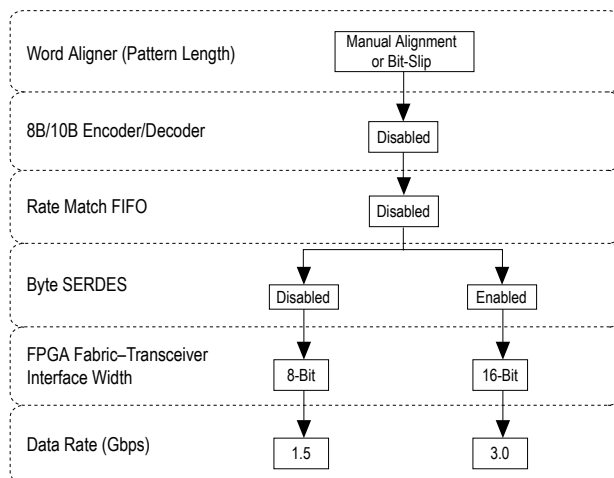 Word Aligner (Pattern Length)
Manual Alignment
or Bit-Slip
8B/10B Encoder/Decoder
Disabled
Rate Match FIFO
Disabled
Byte SERDES
Disabled
Enabled
FPGA Fabric–Transceiver
Interface Width
8-Bit
16-Bit
Data Rate (Gbps)
1.5
3.0